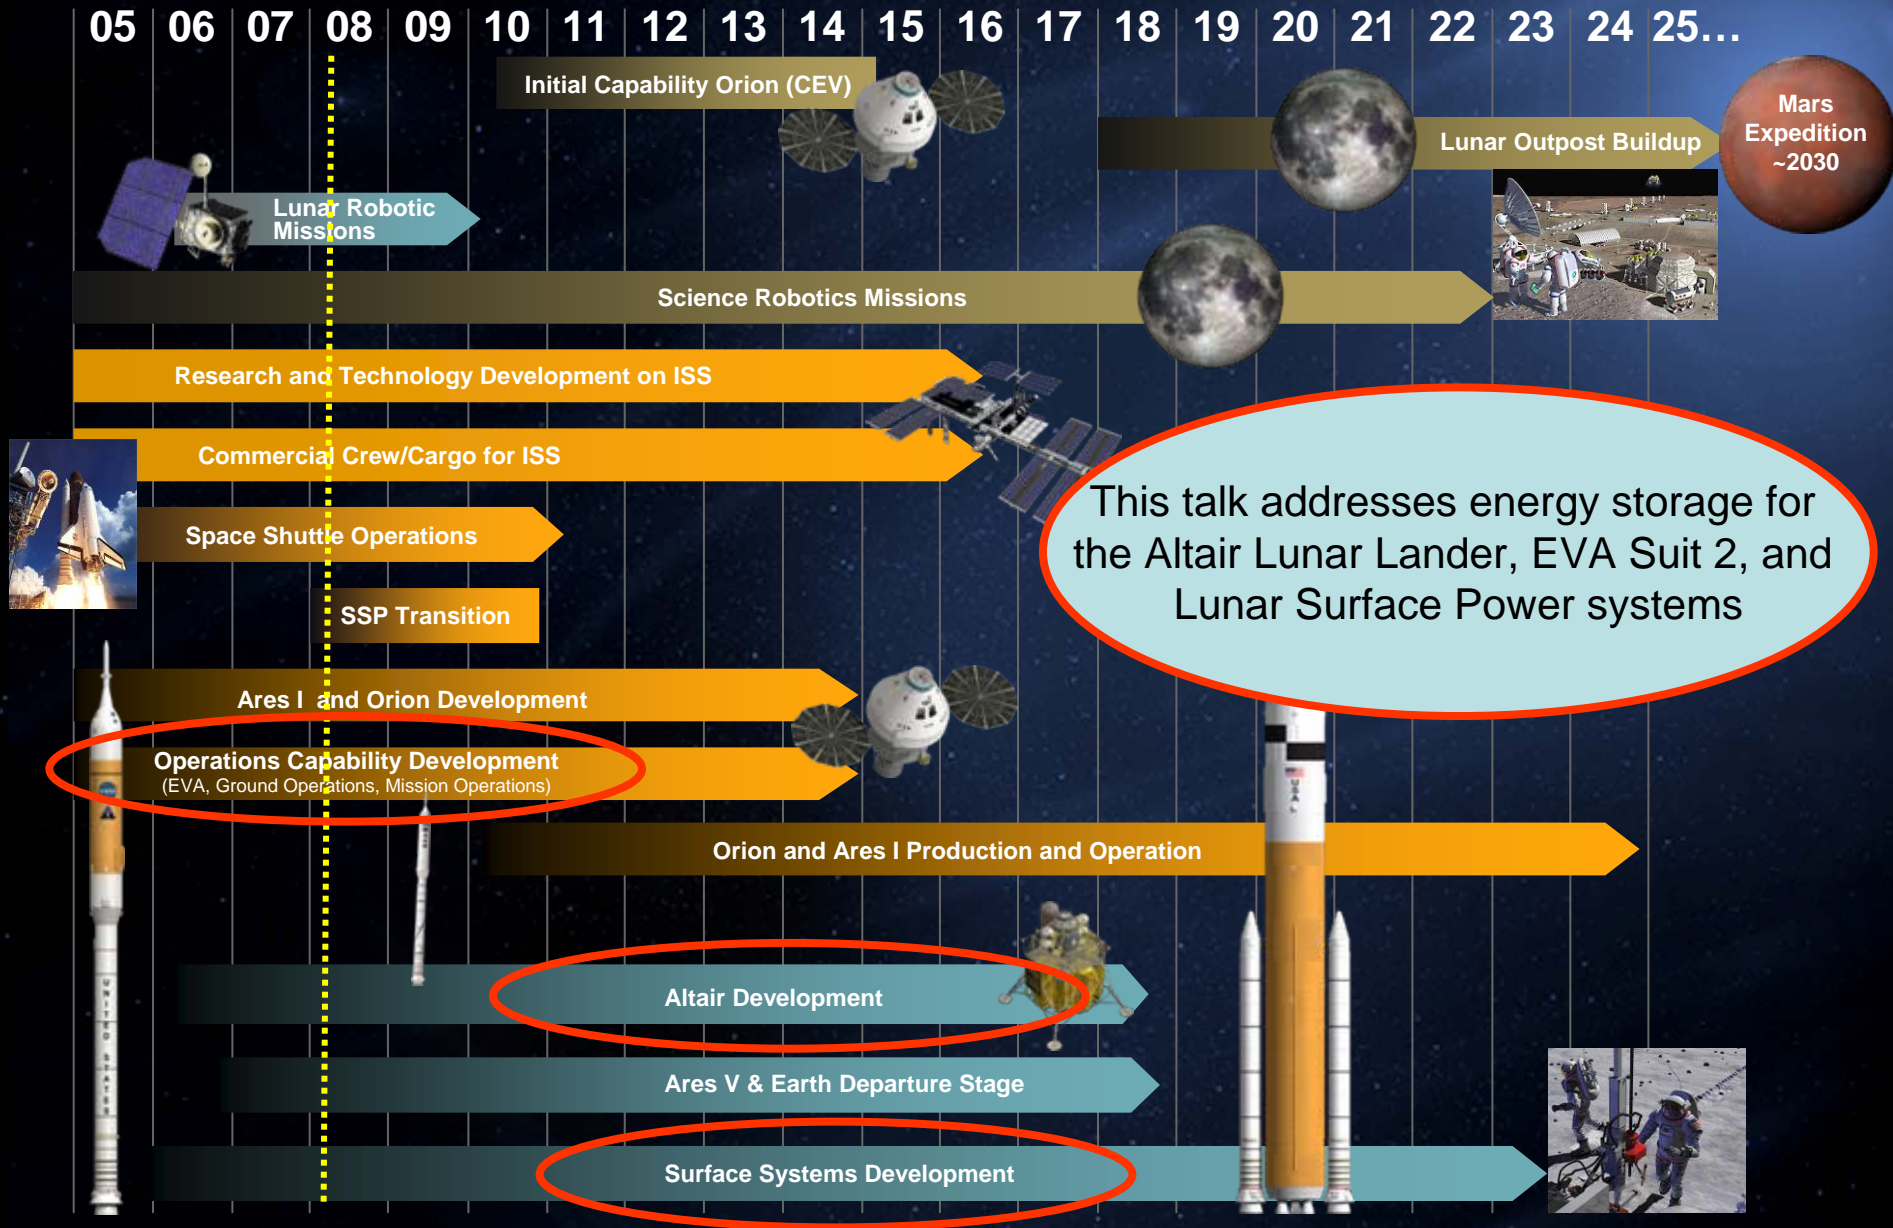 05 06 07 08 09 10 11 12 13 14 15 16 17 18 19 20 21 22 23 24 25…
Initial Capability Orion (CEV)
Mars
Expedition
~2030
Lunar Outpost Buildup
Lunar Robotic
Missions
Science Robotics Missions
Research and Technology Development on ISS
Commercial Crew/Cargo for ISS
This talk addresses energy storage for
the Altair Lunar Lander, EVA Suit 2, and
Lunar Surface Power systems
Space Shuttle Operations
SSP Transition
Ares I and Orion Development
Operations Capability Development
(EVA, Ground Operations, Mission Operations)
USA
Orion and Ares I Production and Operation
Altair Development
UNITED STATES
Ares V & Earth Departure Stage
Surface Systems Development